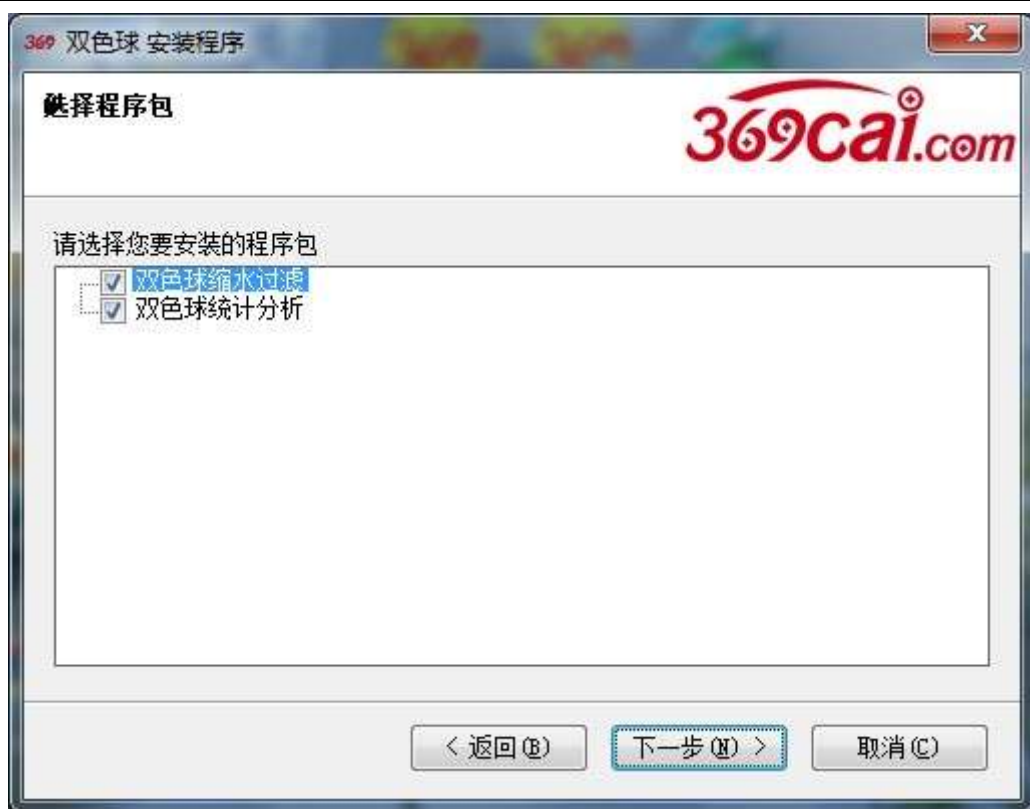 369 双色球 安装程序
选择程序包
369cai.com
请选择您要安装的程序包
双色球缩水过滤
双色球统计分析
< 返回(B)
下一步(N) >
取消(C)